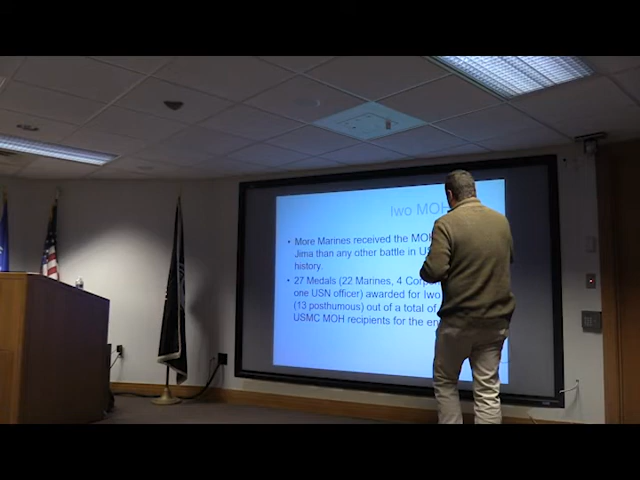 Iwo MOH
• More Marines received the MOH
Jima than any other battle in
history.
• 27 Medals (22 Marines, 4 Corp
one USN officer) awarded for Iwo
(13 posthumous) out of a total of
USMC MOH recipients for the en